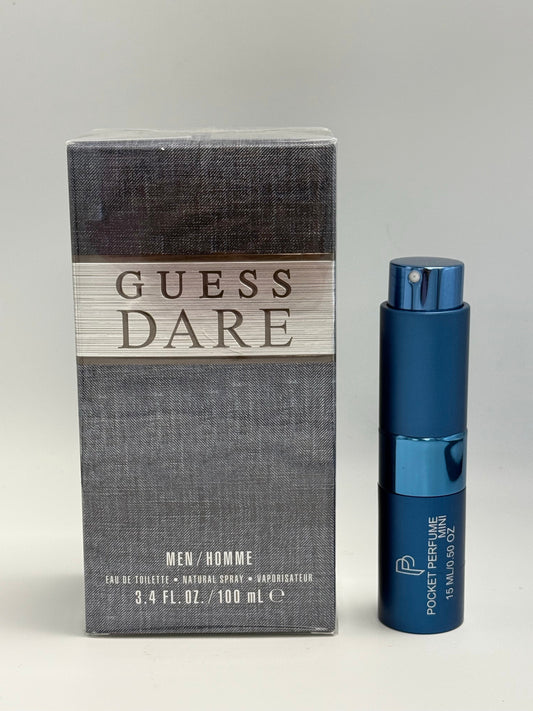 GUESS
DARE
MEN / HOMME
EAU DE TOILETTE • NATURAL SPRAY • VAPORISATEUR
3.4 FL. OZ. / 100 mL ℮
PP
POCKET PERFUME
MINI
15 ML/0.50 OZ